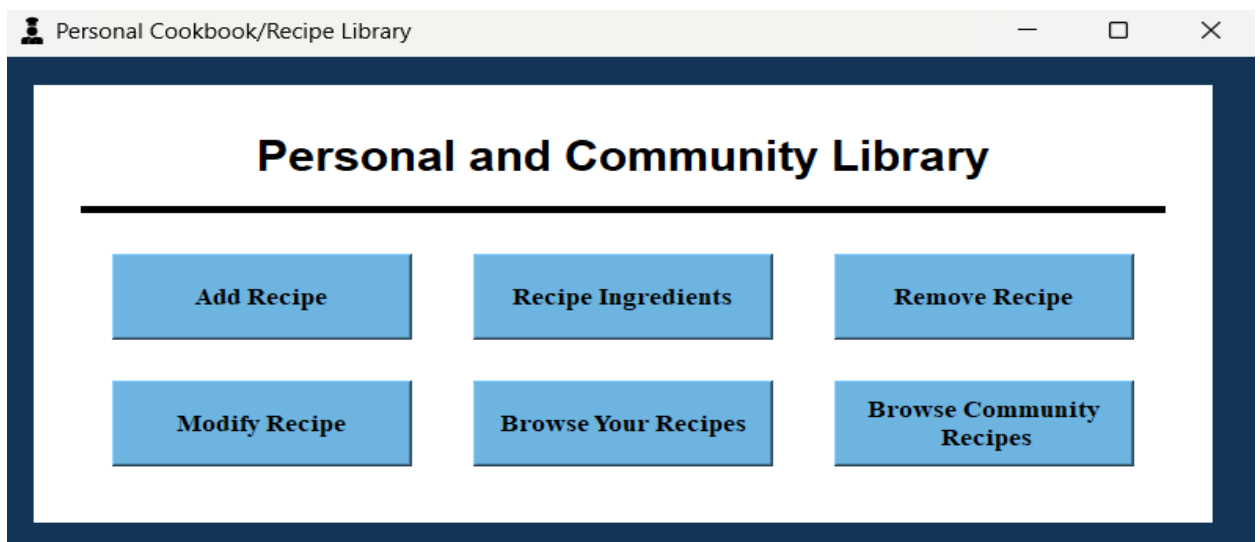 Personal Cookbook/Recipe Library
Personal and Community Library
Add Recipe
Recipe Ingredients
Remove Recipe
Modify Recipe
Browse Your Recipes
Browse Community
Recipes